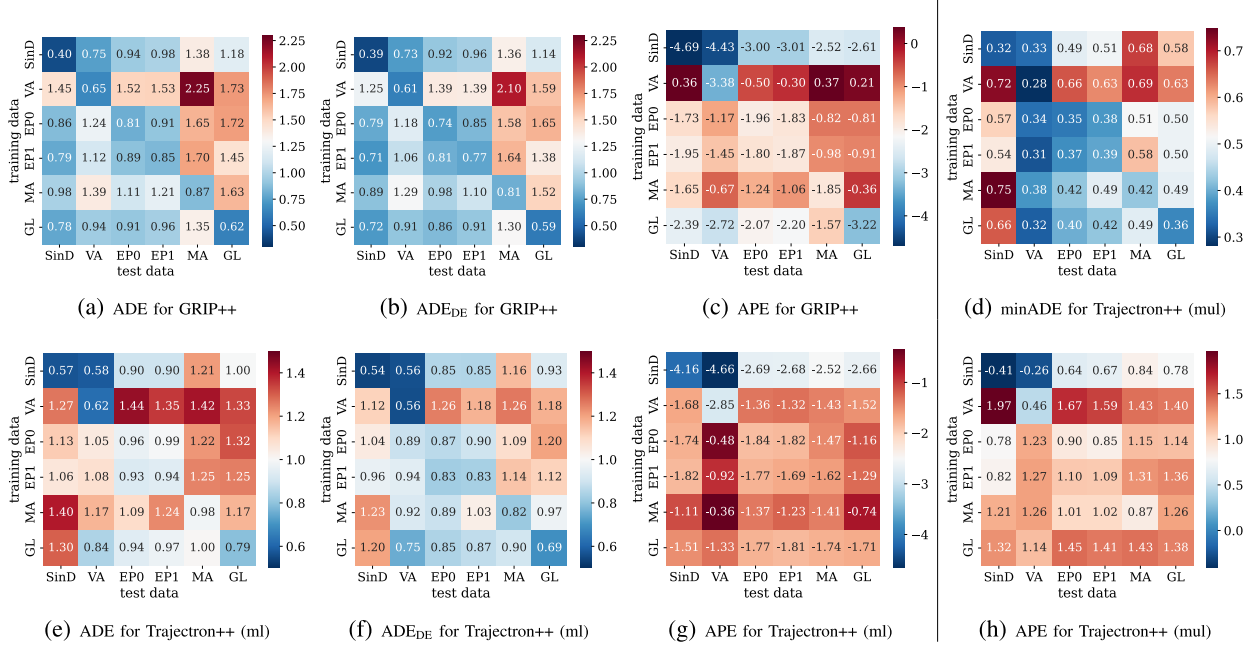 training data
SinD 0.40 0.75 0.94 0.98 1.38 1.18
VA 1.45 0.65 1.52 1.53 2.25 1.73
EP0 0.86 1.24 0.81 0.91 1.65 1.72
EP1 0.79 1.12 0.89 0.85 1.70 1.45
MA 0.98 1.39 1.11 1.21 0.87 1.63
GL 0.78 0.94 0.91 0.96 1.35 0.62
SinD VA EP0 EP1 MA GL
test data
2.25
2.00
1.75
1.50
1.25
1.00
0.75
0.50
(a) ADE for GRIP++
training data
SinD 0.39 0.73 0.92 0.96 1.36 1.14
VA 1.25 0.61 1.39 1.39 2.10 1.59
EP0 0.79 1.18 0.74 0.85 1.58 1.65
EP1 0.71 1.06 0.81 0.77 1.64 1.38
MA 0.89 1.29 0.98 1.10 0.81 1.52
GL 0.72 0.91 0.86 0.91 1.30 0.59
SinD VA EP0 EP1 MA GL
test data
2.25
2.00
1.75
1.50
1.25
1.00
0.75
0.50
(b) ADE_DE for GRIP++
training data
SinD -4.69 -4.43 -3.00 -3.01 -2.52 -2.61
VA 0.36 -3.38 -0.50 -0.30 0.37 0.21
EP0 -1.73 -1.17 -1.96 -1.83 -0.82 -0.81
EP1 -1.95 -1.45 -1.80 -1.87 -0.98 -0.91
MA -1.65 -0.67 -1.24 -1.06 -1.85 -0.36
GL -2.39 -2.72 -2.07 -2.20 -1.57 -3.22
SinD VA EP0 EP1 MA GL
test data
0
−1
−2
−3
−4
(c) APE for GRIP++
training data
SinD 0.32 0.33 0.49 0.51 0.68 0.58
VA 0.72 0.28 0.66 0.63 0.69 0.63
EP0 0.57 0.34 0.35 0.38 0.51 0.50
EP1 0.54 0.31 0.37 0.39 0.58 0.50
MA 0.75 0.38 0.42 0.49 0.42 0.49
GL 0.66 0.32 0.40 0.42 0.49 0.36
SinD VA EP0 EP1 MA GL
test data
0.7
0.6
0.5
0.4
0.3
(d) minADE for Trajectron++ (mul)
training data
SinD 0.57 0.58 0.90 0.90 1.21 1.00
VA 1.27 0.62 1.44 1.35 1.42 1.33
EP0 1.13 1.05 0.96 0.99 1.22 1.32
EP1 1.06 1.08 0.93 0.94 1.25 1.25
MA 1.40 1.17 1.09 1.24 0.98 1.17
GL 1.30 0.84 0.94 0.97 1.00 0.79
SinD VA EP0 EP1 MA GL
test data
1.4
1.2
1.0
0.8
0.6
(e) ADE for Trajectron++ (ml)
training data
SinD 0.54 0.56 0.85 0.85 1.16 0.93
VA 1.12 0.56 1.26 1.18 1.26 1.18
EP0 1.04 0.89 0.87 0.90 1.09 1.20
EP1 0.96 0.94 0.83 0.83 1.14 1.12
MA 1.23 0.92 0.89 1.03 0.82 0.97
GL 1.20 0.75 0.85 0.87 0.90 0.69
SinD VA EP0 EP1 MA GL
test data
1.4
1.2
1.0
0.8
0.6
(f) ADE_DE for Trajectron++ (ml)
training data
SinD -4.16 -4.66 -2.69 -2.68 -2.52 -2.66
VA -1.68 -2.85 -1.36 -1.32 -1.43 -1.52
EP0 -1.74 -0.48 -1.84 -1.82 -1.47 -1.16
EP1 -1.82 -0.92 -1.77 -1.69 -1.62 -1.29
MA -1.11 -0.36 -1.37 -1.23 -1.41 -0.74
GL -1.51 -1.33 -1.77 -1.81 -1.74 -1.71
SinD VA EP0 EP1 MA GL
test data
−1
−2
−3
−4
(g) APE for Trajectron++ (ml)
training data
SinD -0.41 -0.26 0.64 0.67 0.84 0.78
VA 1.97 0.46 1.67 1.59 1.43 1.40
EP0 0.78 1.23 0.90 0.85 1.15 1.14
EP1 0.82 1.27 1.10 1.09 1.31 1.36
MA 1.21 1.26 1.01 1.02 0.87 1.26
GL 1.32 1.14 1.45 1.41 1.43 1.38
SinD VA EP0 EP1 MA GL
test data
1.5
1.0
0.5
0.0
(h) APE for Trajectron++ (mul)